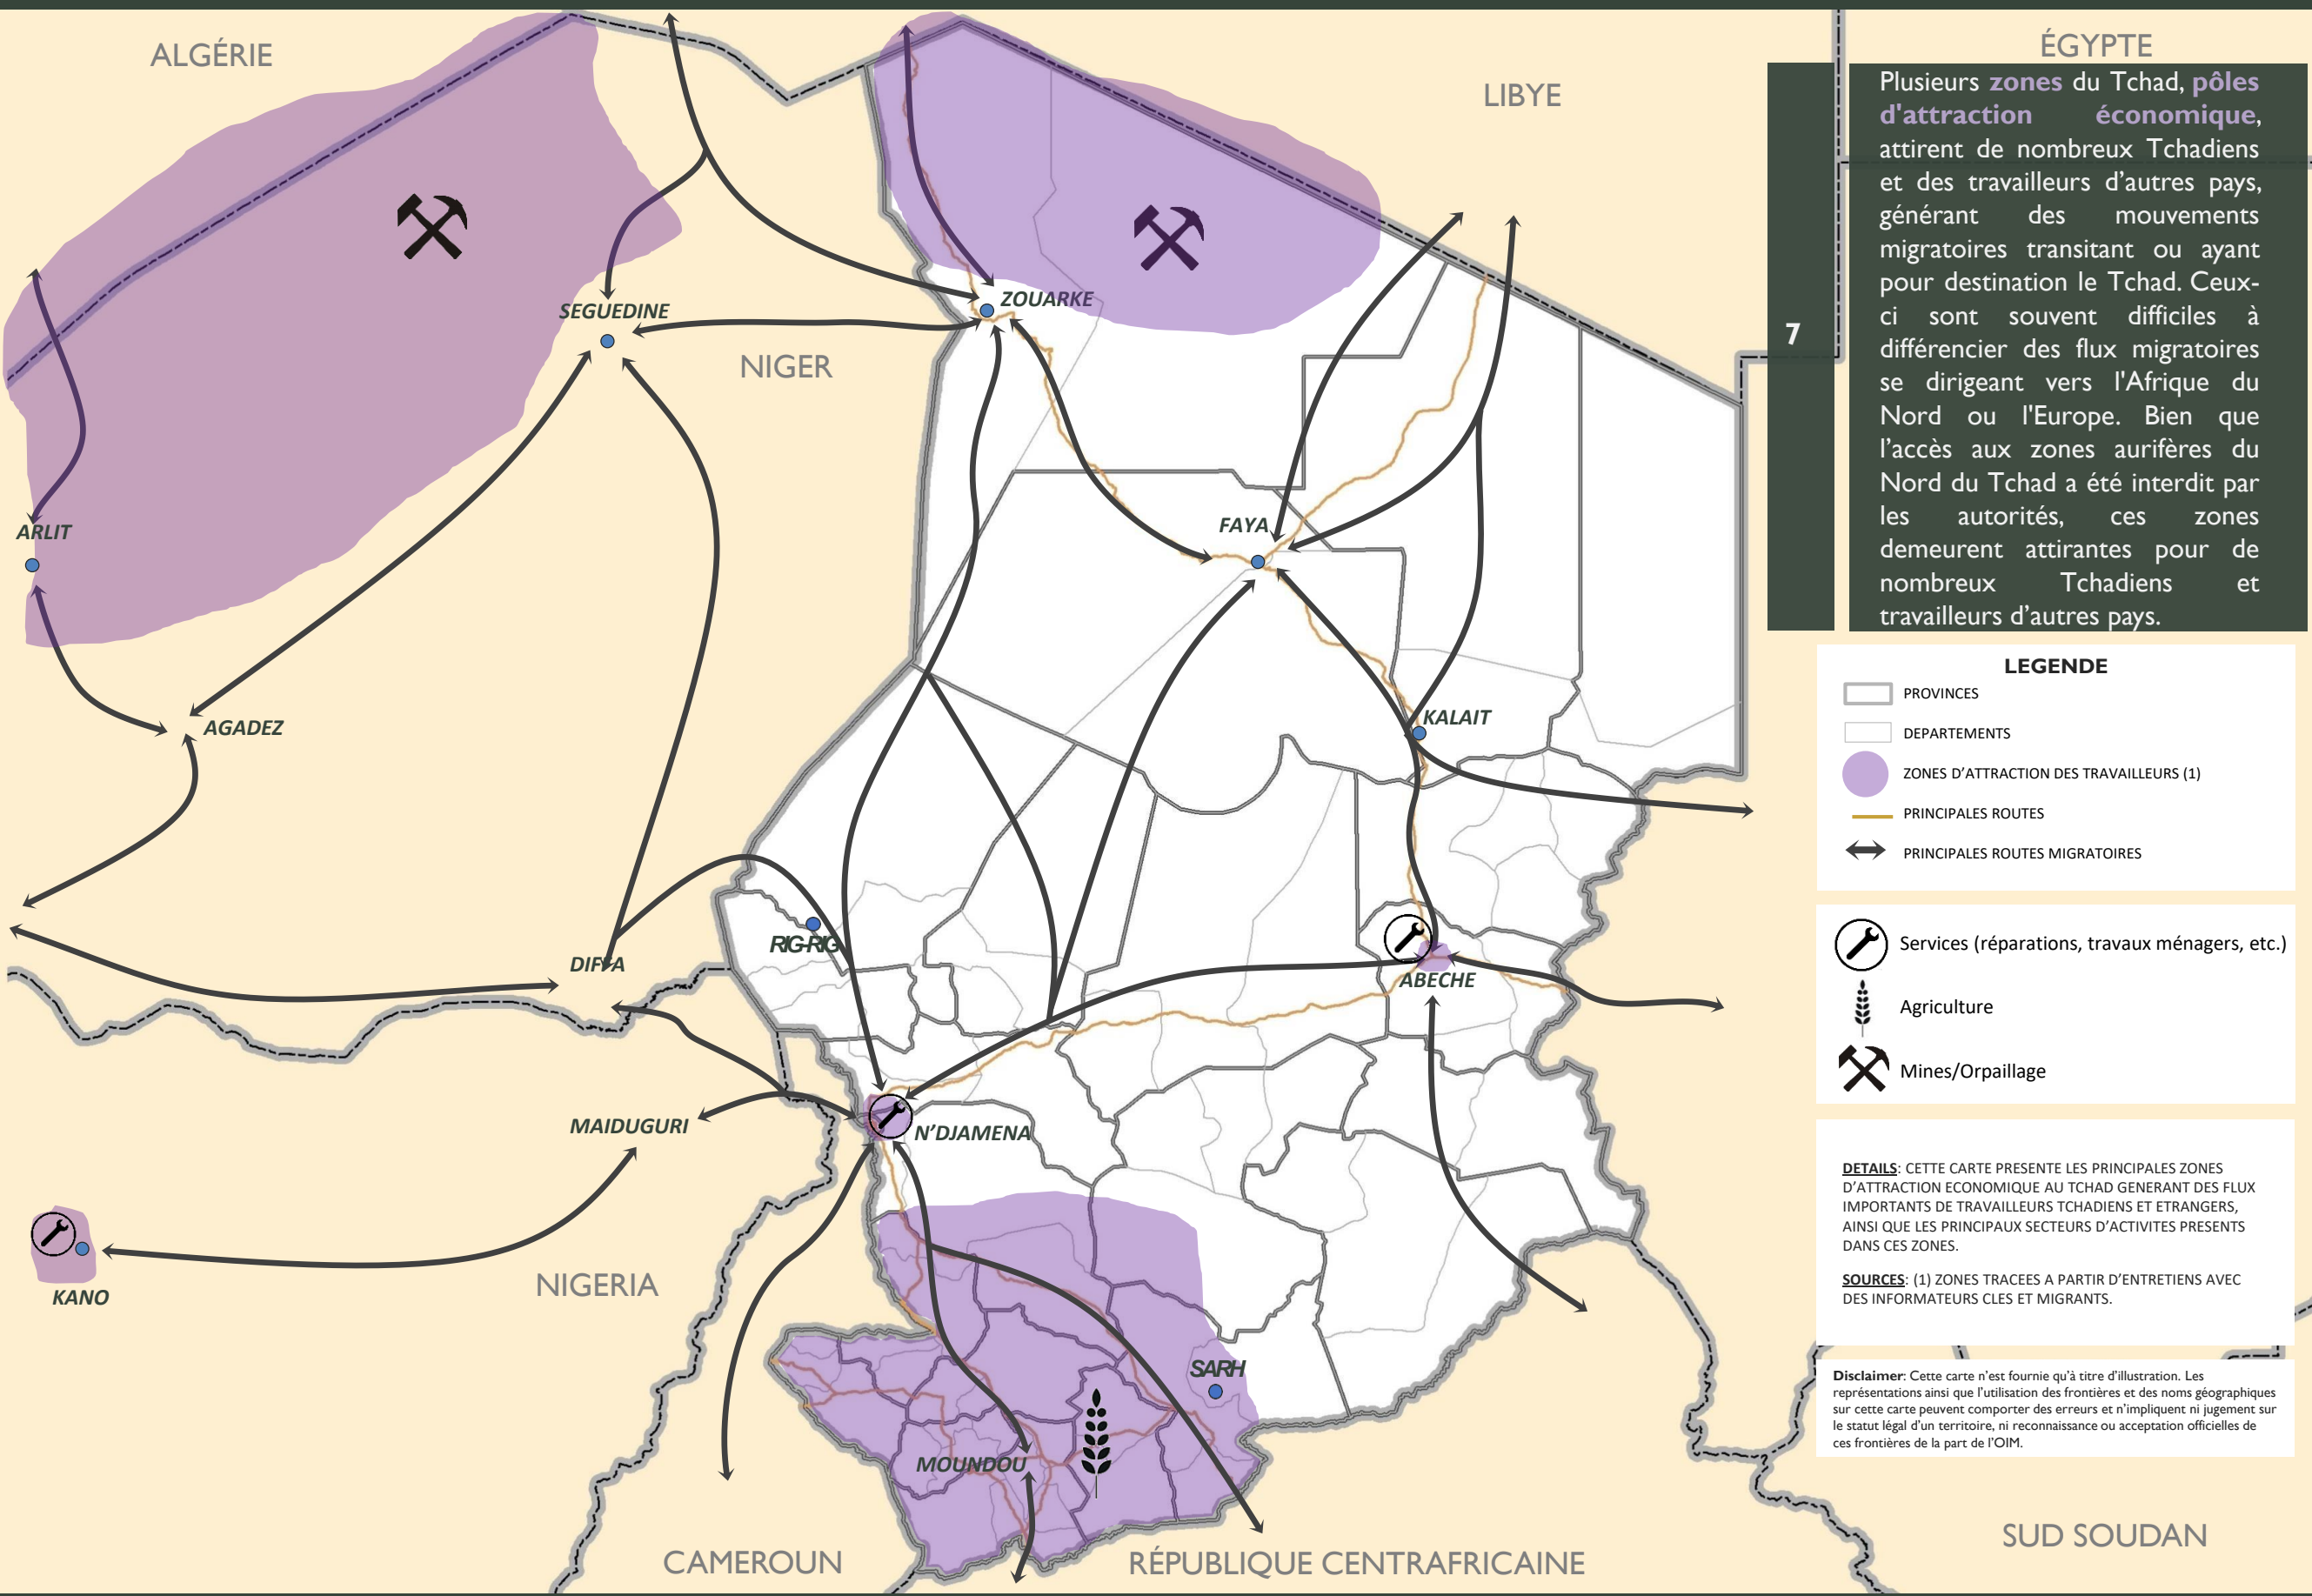 ALGÉRIE
ÉGYPTE
LIBYE
Plusieurs zones du Tchad, pôles
d'attraction économique,
attirent de nombreux Tchadiens
et des travailleurs d'autres pays,
générant des mouvements
migratoires transitant ou ayant
pour destination le Tchad. Ceux-
ci sont souvent difficiles à
différencier des flux migratoires
se dirigeant vers l'Afrique du
Nord ou l'Europe. Bien que
l'accès aux zones aurifères du
Nord du Tchad a été interdit par
les autorités, ces zones
demeurent attirantes pour de
nombreux Tchadiens et
travailleurs d'autres pays.
7
ZOUARKE
SEGUEDINE
NIGER
ARLIT
FAYA
AGADEZ
KALAIT
RIG-RIG
DIFFA
ABECHE
MAIDUGURI
N'DJAMENA
KANO
NIGERIA
SARH
MOUNDOU
CAMEROUN
RÉPUBLIQUE CENTRAFRICAINE
SUD SOUDAN
LEGENDE
PROVINCES
DEPARTEMENTS
ZONES D'ATTRACTION DES TRAVAILLEURS (1)
PRINCIPALES ROUTES
PRINCIPALES ROUTES MIGRATOIRES
Services (réparations, travaux ménagers, etc.)
Agriculture
Mines/Orpaillage
DETAILS: CETTE CARTE PRESENTE LES PRINCIPALES ZONES
D'ATTRACTION ECONOMIQUE AU TCHAD GENERANT DES FLUX
IMPORTANTS DE TRAVAILLEURS TCHADIENS ET ETRANGERS,
AINSI QUE LES PRINCIPAUX SECTEURS D'ACTIVITES PRESENTS
DANS CES ZONES.
SOURCES: (1) ZONES TRACEES A PARTIR D'ENTRETIENS AVEC
DES INFORMATEURS CLES ET MIGRANTS.
Disclaimer: Cette carte n'est fournie qu'à titre d'illustration. Les
représentations ainsi que l'utilisation des frontières et des noms géographiques
sur cette carte peuvent comporter des erreurs et n'impliquent ni jugement sur
le statut légal d'un territoire, ni reconnaissance ou acceptation officielles de
ces frontières de la part de l'OIM.